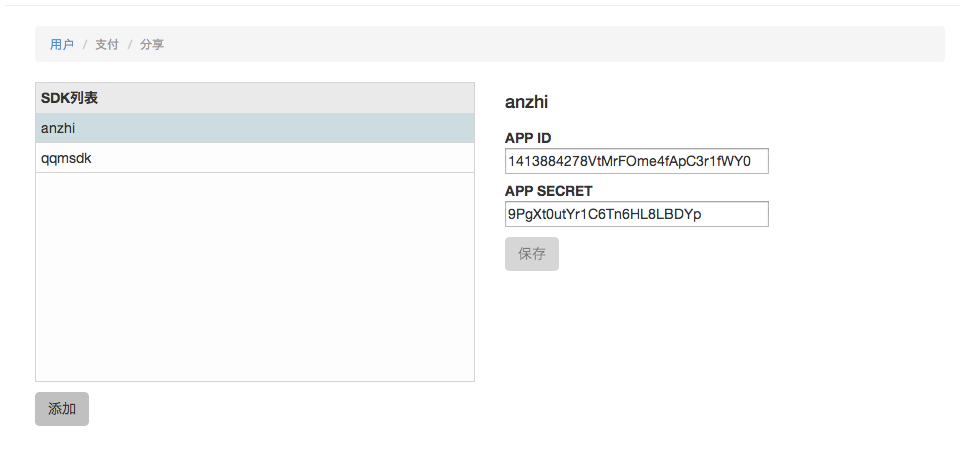 用户 / 支付 / 分享
SDK列表
anzhi
qqmsdk
添加
anzhi
APP ID
1413884278VtMrFOme4fApC3r1fWY0
APP SECRET
9PgXt0utYr1C6Tn6HL8LBDYp
保存